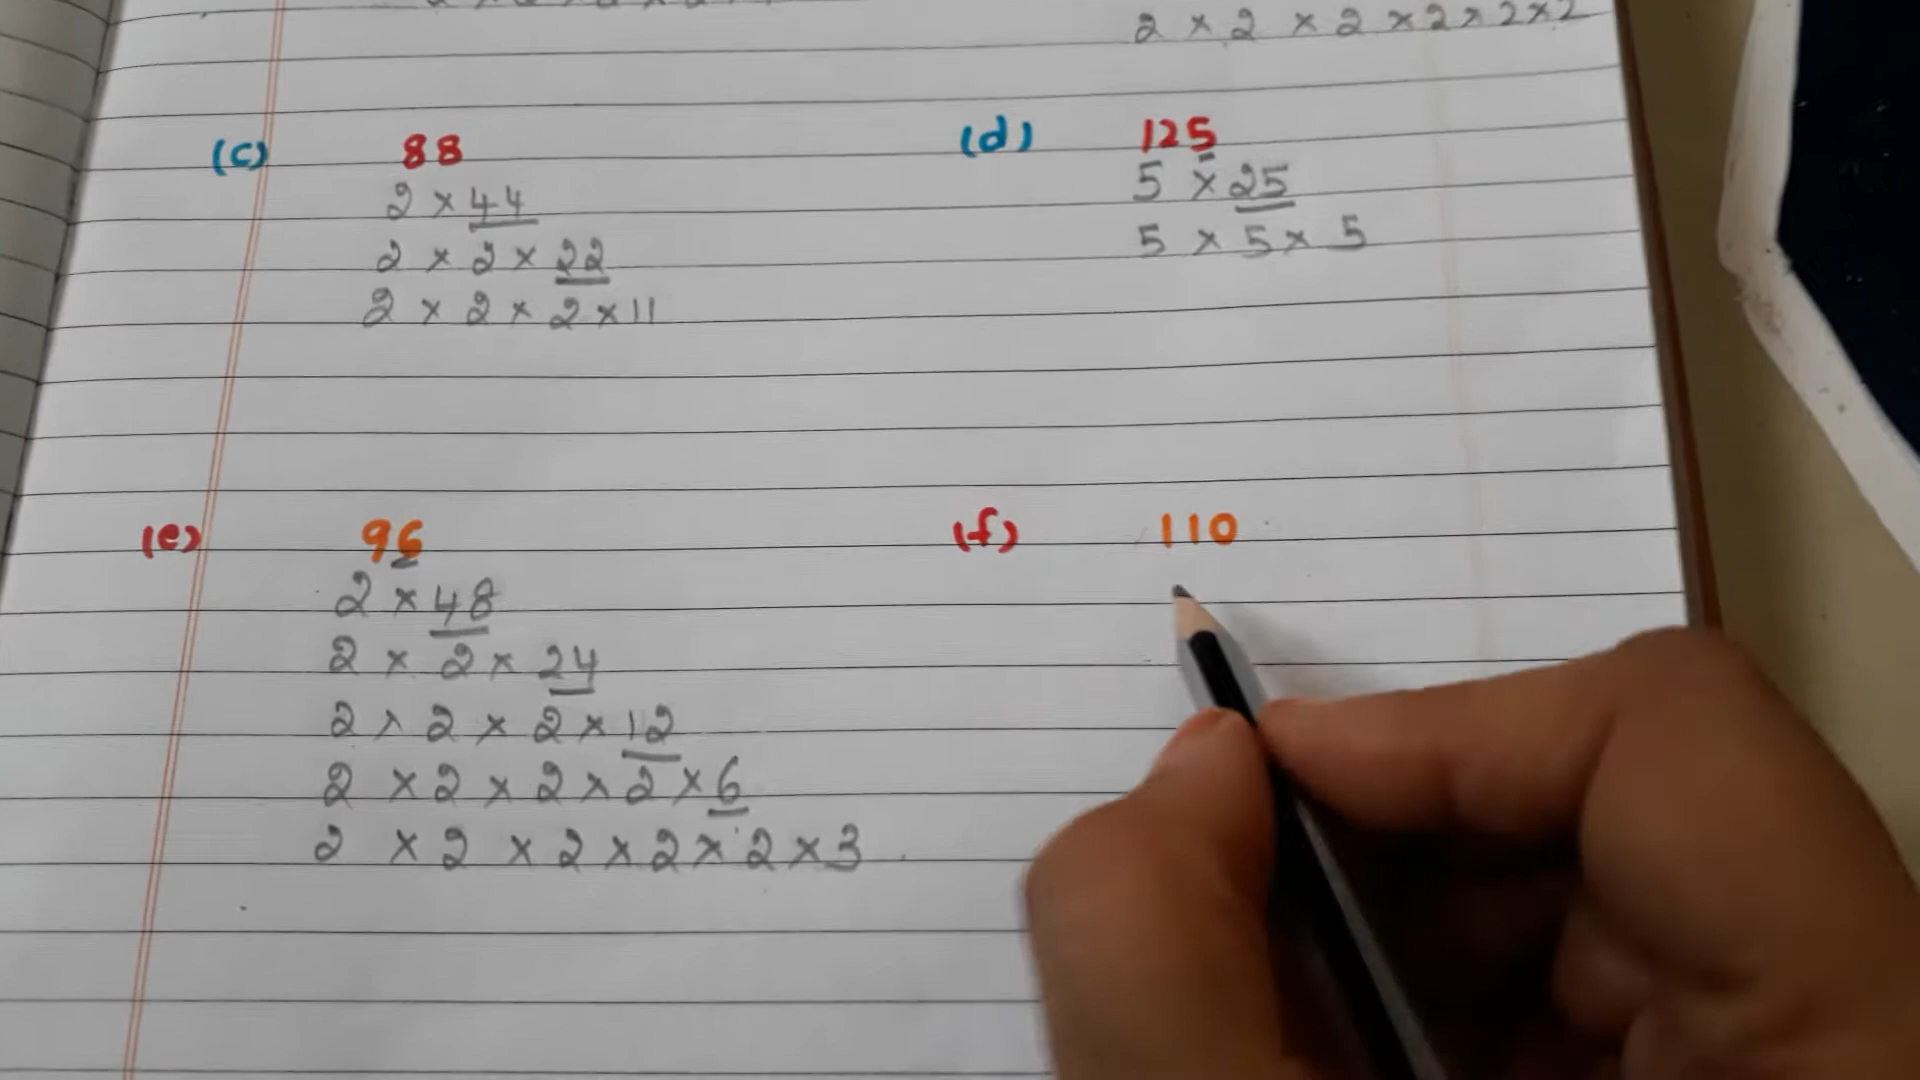 2 × 2 × 2 × 2 × 2 × 2
(c) 88
2 × 44
2 × 2 × 22
2 × 2 × 2 × 11
(d) 125
5 × 25
5 × 5 × 5
(e) 96
2 × 48
2 × 2 × 24
2 × 2 × 2 × 12
2 × 2 × 2 × 2 × 6
2 × 2 × 2 × 2 × 2 × 3
(f) 110